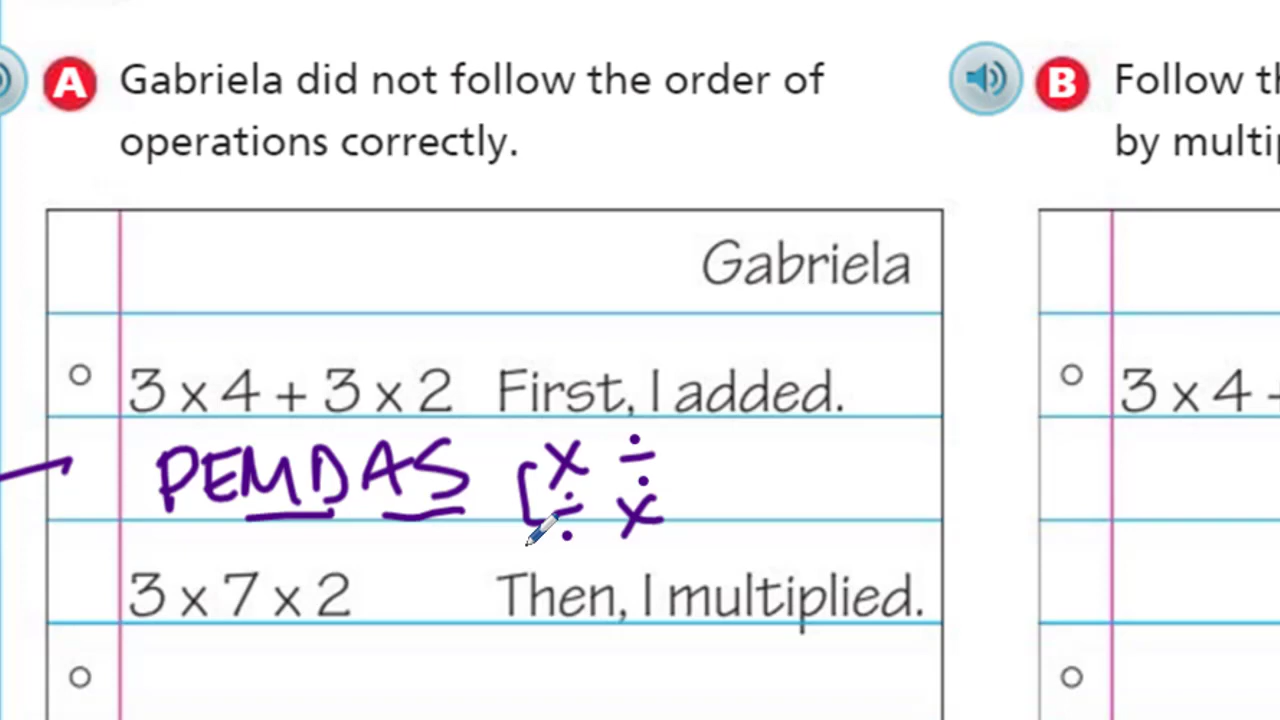 A Gabriela did not follow the order of
operations correctly.
Gabriela
3 x 4 + 3 x 2 First, I added.
PEMDAS [ x ÷
÷ x
3 x 7 x 2 Then, I multiplied.
B Follow th
by multip
3 x 4 -